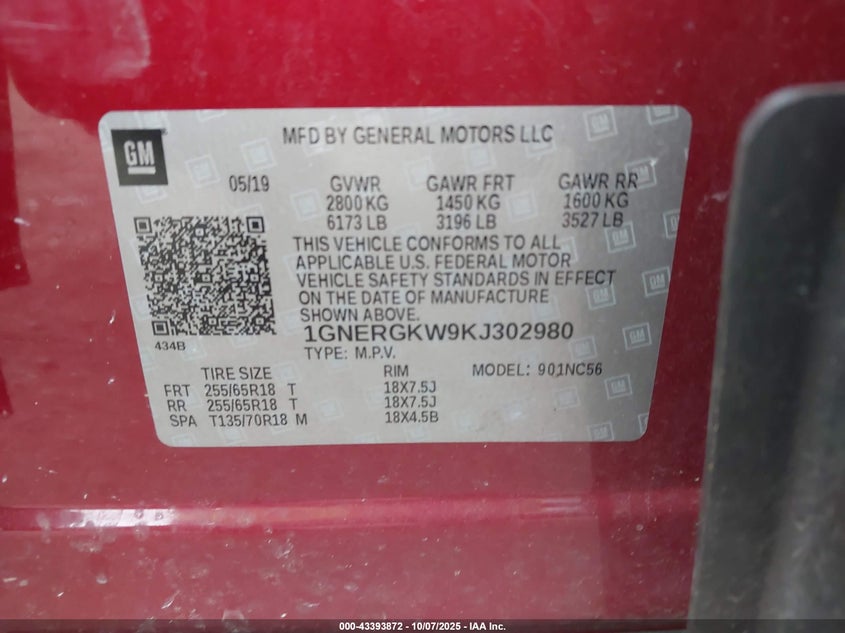 GM
MFD BY GENERAL MOTORS LLC
05/19 GVWR GAWR FRT GAWR RR
2800 KG 1450 KG 1600 KG
6173 LB 3196 LB 3527 LB
THIS VEHICLE CONFORMS TO ALL
APPLICABLE U.S. FEDERAL MOTOR
VEHICLE SAFETY STANDARDS IN EFFECT
ON THE DATE OF MANUFACTURE
SHOWN ABOVE.
434B
1GNERGKW9KJ302980
TYPE: M.P.V.
TIRE SIZE RIM MODEL: 901NC56
FRT 255/65R18 T 18X7.5J
RR 255/65R18 T 18X7.5J
SPA T135/70R18 M 18X4.5B
000-43393872 - 10/07/2025 - IAA Inc.